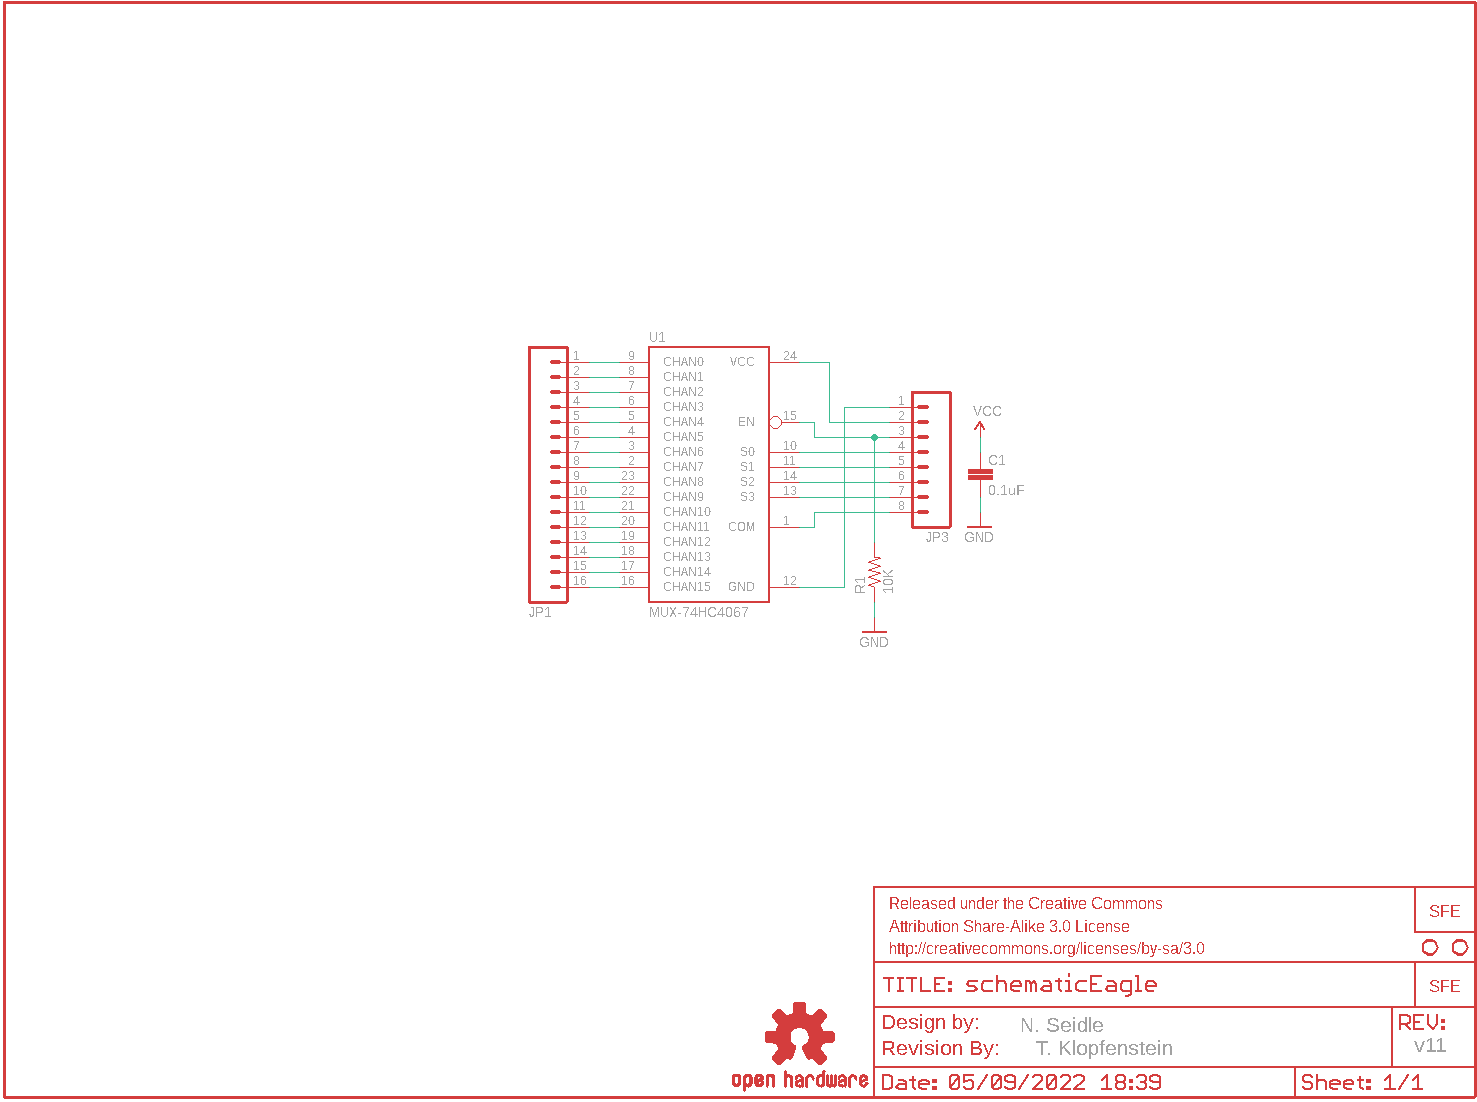 U1
1 9 CHAN0 VCC 24
2 8 CHAN1
3 7 CHAN2
4 6 CHAN3
5 5 CHAN4 EN 15
6 4 CHAN5
7 3 CHAN6 S0 10
8 2 CHAN7 S1 11
9 23 CHAN8 S2 14
10 22 CHAN9 S3 13
11 21 CHAN10
12 20 CHAN11 COM 1
13 19 CHAN12
14 18 CHAN13
15 17 CHAN14
16 16 CHAN15 GND 12
JP1
MUX-74HC4067
1
2
3
4
5
6
7
8
JP3
VCC
C1
0.1uF
GND
R1
10K
GND
Released under the Creative Commons
Attribution Share-Alike 3.0 License
http://creativecommons.org/licenses/by-sa/3.0
SFE
TITLE: schematicEagle
SFE
Design by: N. Seidle
Revision By: T. Klopfenstein
REV:
v11
open hardware
Date: 05/09/2022 18:39
Sheet: 1/1